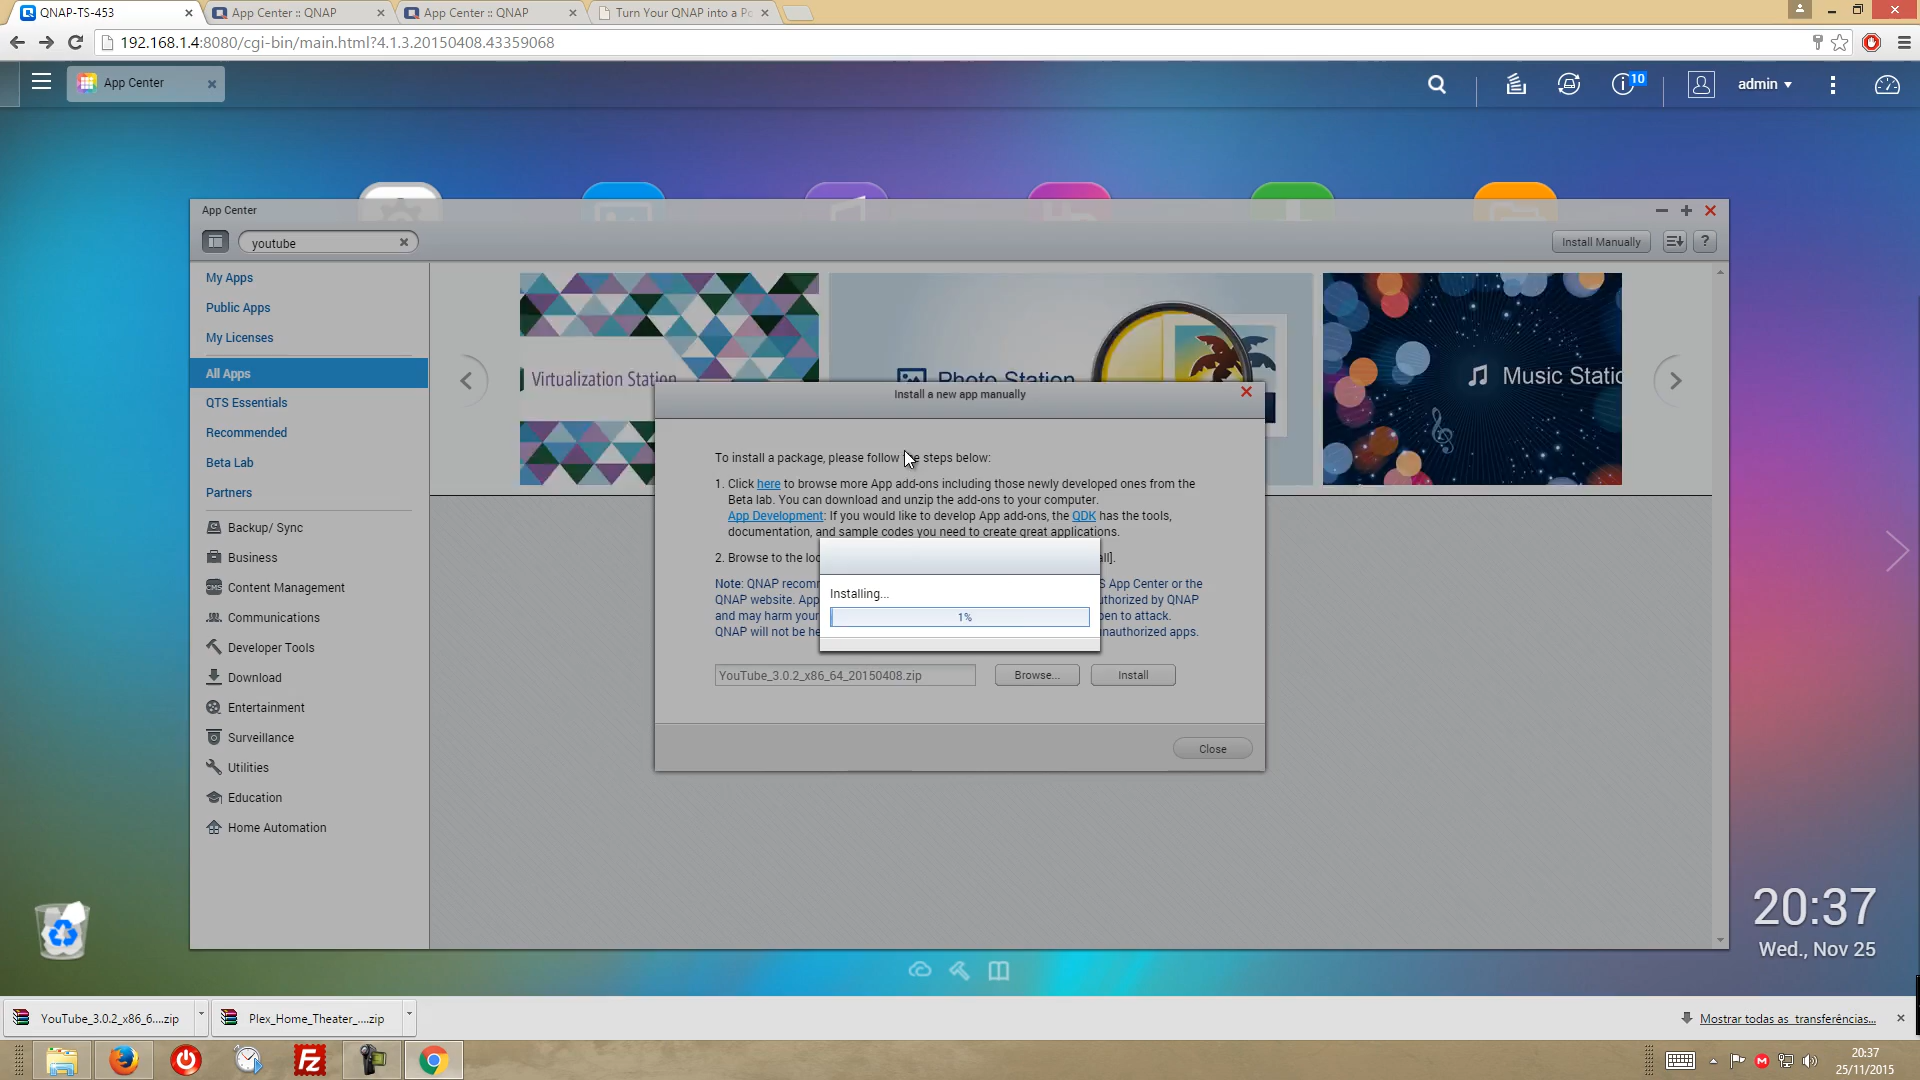 QNAP-TS-453
App Center :: QNAP
App Center :: QNAP
Turn Your QNAP into a Po
192.168.1.4:8080/cgi-bin/main.html?4.1.3.20150408.43359068
App Center
10
admin
App Center
youtube
Install Manually
?
My Apps
Public Apps
My Licenses
All Apps
QTS Essentials
Recommended
Beta Lab
Partners
Backup/ Sync
Business
CMS
Content Management
Communications
Developer Tools
Download
Entertainment
Surveillance
Utilities
Education
Home Automation
Virtualization Station
Photo Station
Music Static
Install a new app manually
To install a package, please follow steps below:
1. Click here to browse more App add-ons including those newly developed ones from the
Beta lab. You can download and unzip the add-ons to your computer.
App Development: If you would like to develop App add-ons, the QDK has the tools,
documentation, and sample codes you need to create great applications.
2. Browse to the loc all].
Note: QNAP recomm S App Center or the
QNAP website. App uthorized by QNAP
and may harm your pen to attack.
QNAP will not be he nauthorized apps.
Installing...
1%
YouTube_3.0.2_x86_64_20150408.zip
Browse...
Install
Close
20:37
Wed., Nov 25
YouTube_3.0.2_x86_6....zip
Plex_Home_Theater_....zip
Mostrar todas as transferências...
Fz
M
20:37
25/11/2015